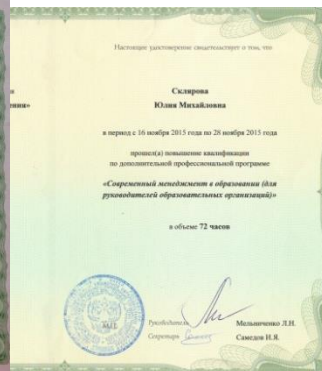 ения»
Настоящее удостоверение свидетельствует о том, что
Склярова
Юлия Михайловна
в период с 16 ноября 2015 года по 28 ноября 2015 года
прошел(а) повышение квалификации
по дополнительной профессиональной программе
«Современный менеджмент в образовании (для
руководителей образовательных организаций)»
в объеме 72 часов
Руководитель
Мельниченко Л.Н.
Секретарь
Самедов И.Я.
М.П.